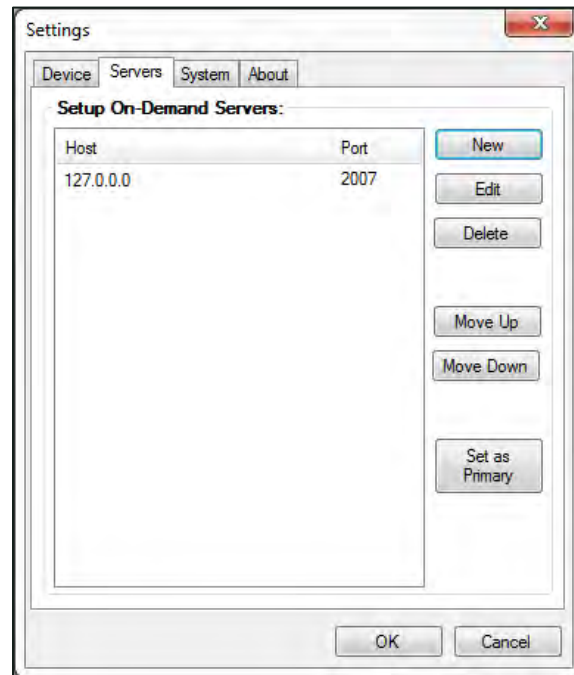 Settings
Device Servers System About
Setup On-Demand Servers:
Host Port
127.0.0.0 2007
New
Edit
Delete
Move Up
Move Down
Set as
Primary
OK Cancel